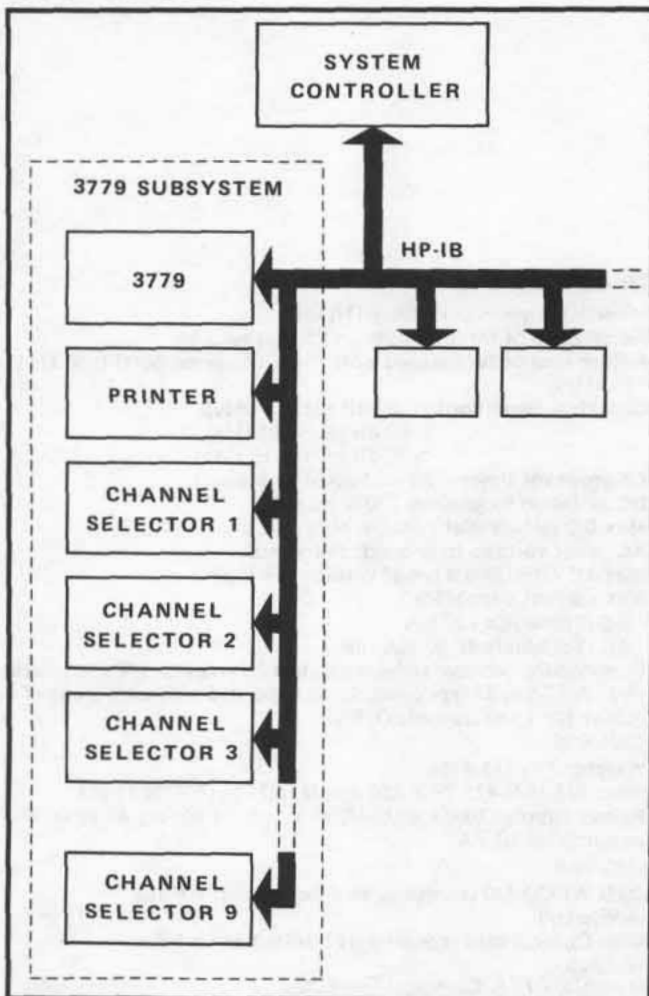 SYSTEM
CONTROLLER
3779 SUBSYSTEM
3779
HP-IB
PRINTER
CHANNEL
SELECTOR 1
CHANNEL
SELECTOR 2
CHANNEL
SELECTOR 3
CHANNEL
SELECTOR 9